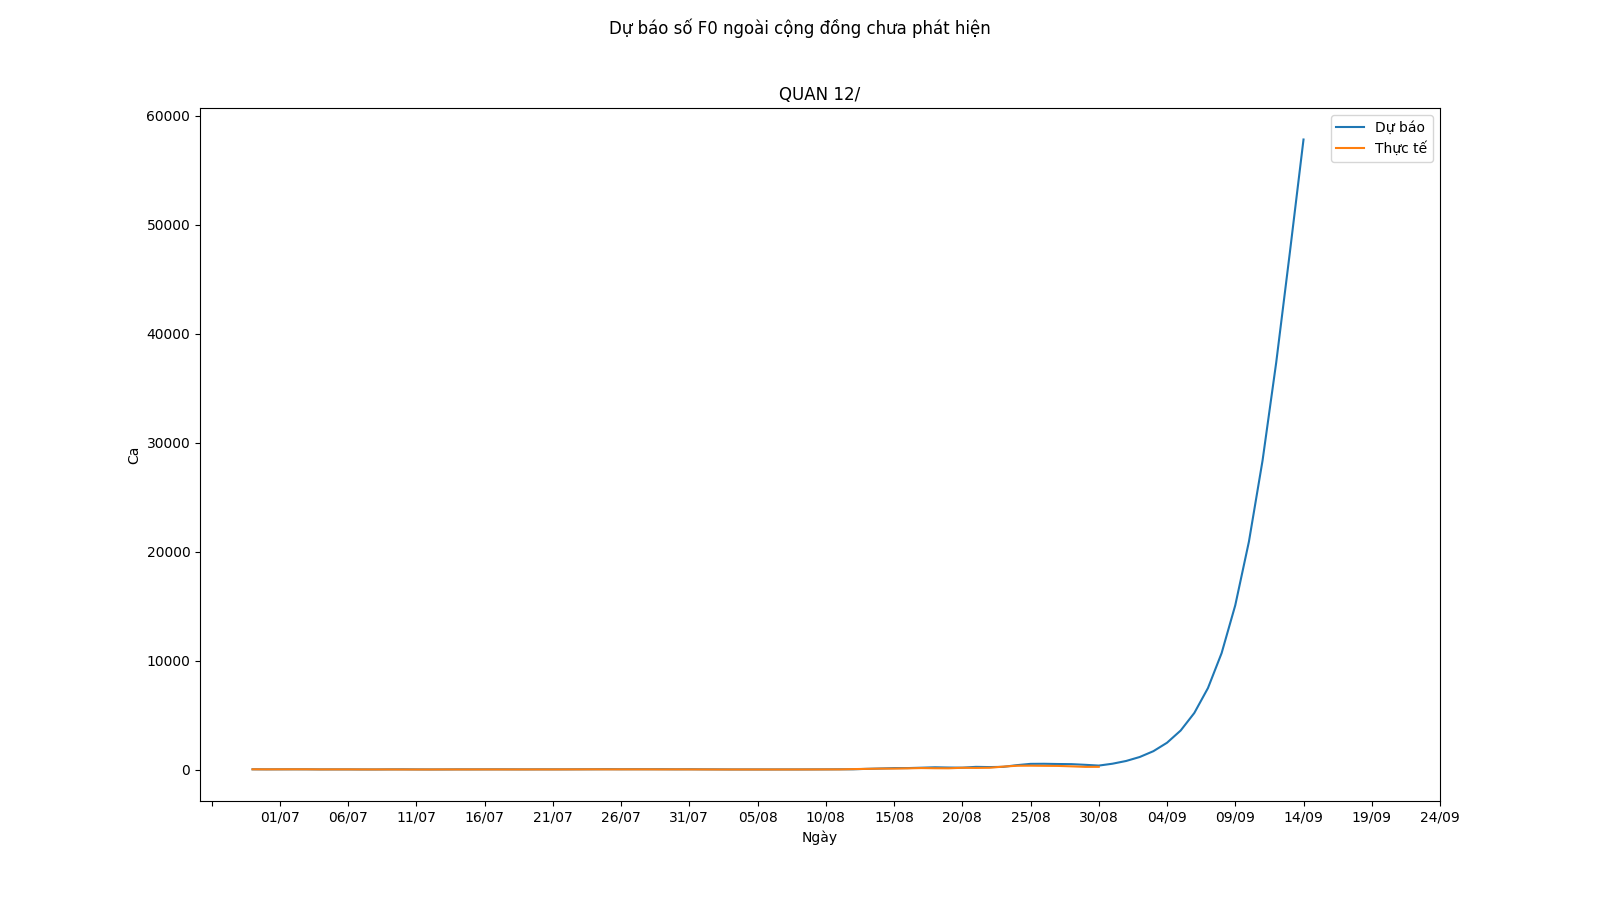 Dự báo số F0 ngoài cộng đồng chưa phát hiện
QUAN 12/
60000
50000
40000
30000
20000
10000
0
Ca
Dự báo
Thực tế
01/07 06/07 11/07 16/07 21/07 26/07 31/07 05/08 10/08 15/08 20/08 25/08 30/08 04/09 09/09 14/09 19/09 24/09
Ngày